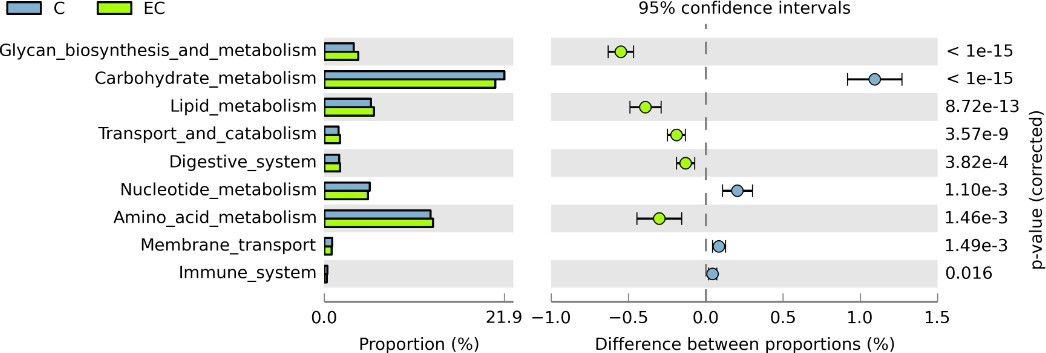 C EC 95% confidence intervals
Glycan_biosynthesis_and_metabolism < 1e-15
Carbohydrate_metabolism < 1e-15
Lipid_metabolism 8.72e-13
Transport_and_catabolism 3.57e-9
Digestive_system 3.82e-4
Nucleotide_metabolism 1.10e-3
Amino_acid_metabolism 1.46e-3
Membrane_transport 1.49e-3
Immune_system 0.016
p-value (corrected)
0.0 21.9 −1.0 −0.5 0.0 0.5 1.0 1.5
Proportion (%) Difference between proportions (%)